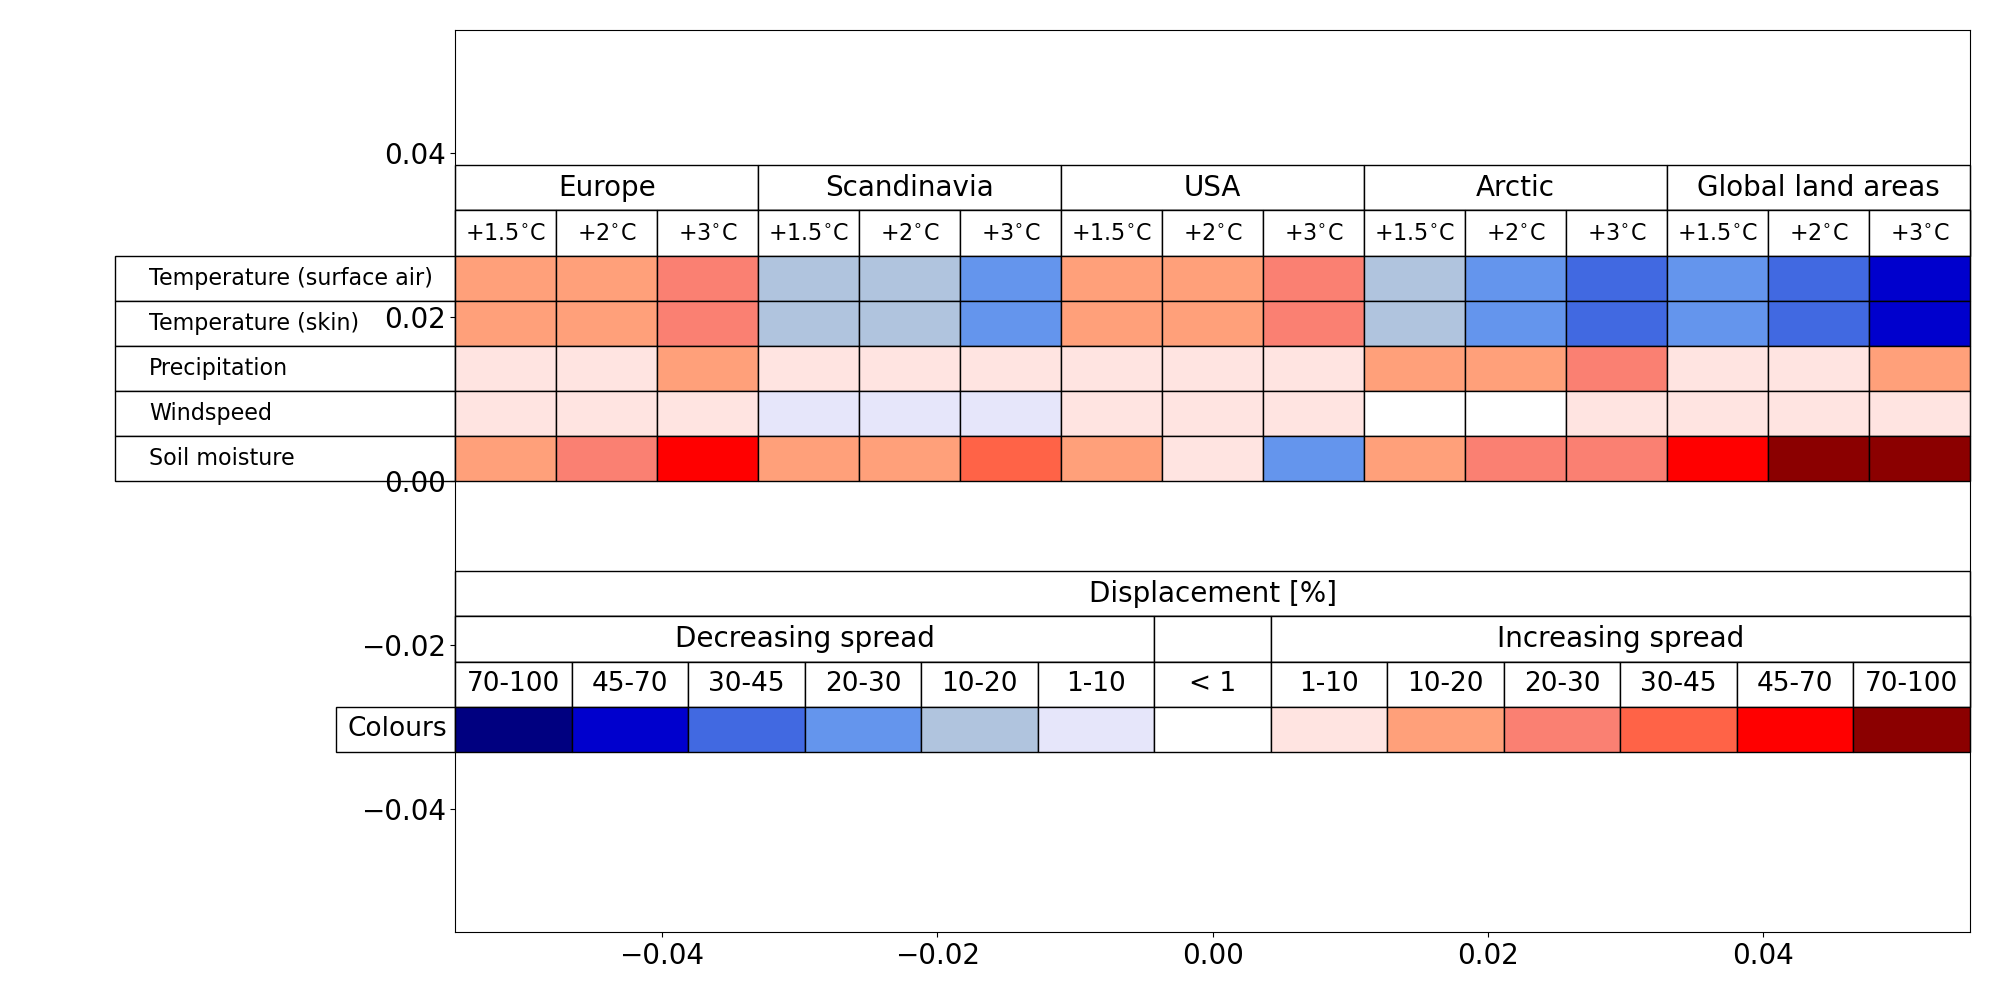 0.04
Europe Scandinavia USA Arctic Global land areas
+1.5°C +2°C +3°C +1.5°C +2°C +3°C +1.5°C +2°C +3°C +1.5°C +2°C +3°C +1.5°C +2°C +3°C
Temperature (surface air)
Temperature (skin) 0.02
Precipitation
Windspeed
Soil moisture
0.00
Displacement [%]
−0.02 Decreasing spread Increasing spread
70-100 45-70 30-45 20-30 10-20 1-10 < 1 1-10 10-20 20-30 30-45 45-70 70-100
Colours
−0.04
−0.04 −0.02 0.00 0.02 0.04